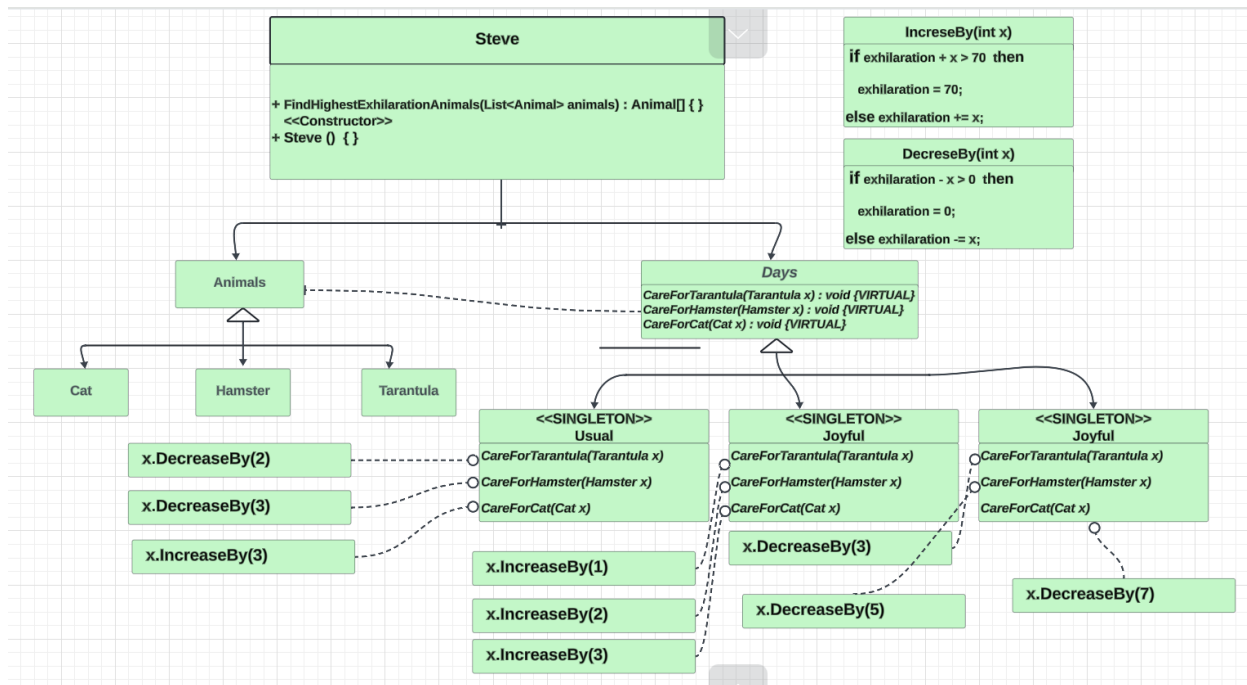 Steve
+ FindHighestExhilarationAnimals(List<Animal> animals) : Animal[] { }
<<Constructor>>
+ Steve () { }
IncreseBy(int x)
if exhilaration + x > 70 then
exhilaration = 70;
else exhilaration += x;
DecreseBy(int x)
if exhilaration - x > 0 then
exhilaration = 0;
else exhilaration -= x;
Animals
Days
CareForTarantula(Tarantula x) : void {VIRTUAL}
CareForHamster(Hamster x) : void {VIRTUAL}
CareForCat(Cat x) : void {VIRTUAL}
Cat
Hamster
Tarantula
<<SINGLETON>>
Usual
CareForTarantula(Tarantula x)
CareForHamster(Hamster x)
CareForCat(Cat x)
<<SINGLETON>>
Joyful
CareForTarantula(Tarantula x)
CareForHamster(Hamster x)
CareForCat(Cat x)
<<SINGLETON>>
Joyful
CareForTarantula(Tarantula x)
CareForHamster(Hamster x)
CareForCat(Cat x)
x.DecreaseBy(2)
x.DecreaseBy(3)
x.IncreaseBy(3)
x.IncreaseBy(1)
x.IncreaseBy(2)
x.IncreaseBy(3)
x.DecreaseBy(3)
x.DecreaseBy(5)
x.DecreaseBy(7)